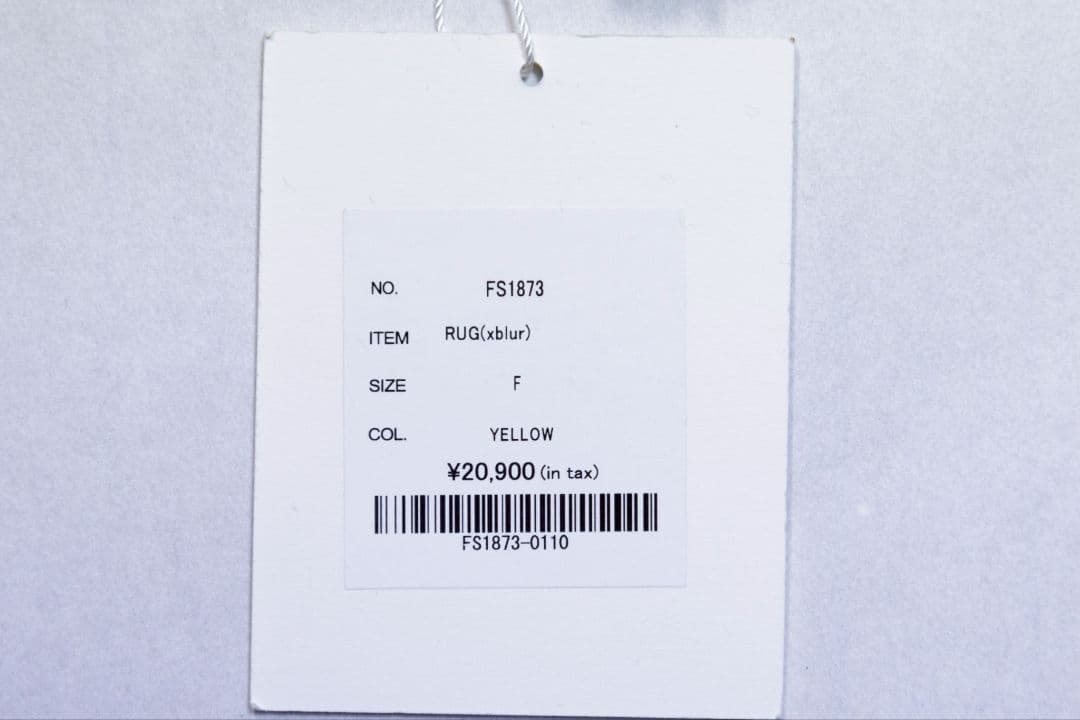 NO. FS1873
ITEM RUG(xblur)
SIZE F
COL. YELLOW
¥20,900 (in tax)
FS1873-0110